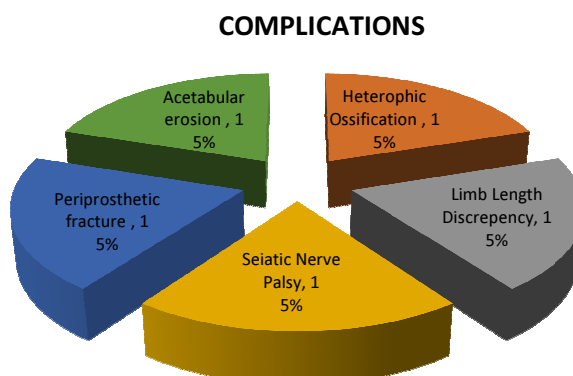 COMPLICATIONS
Acetabular
erosion , 1
5%
Heterophic
Ossification , 1
5%
Periprosthetic
fracture , 1
5%
Limb Length
Discrepency, 1
5%
Seiatic Nerve
Palsy, 1
5%